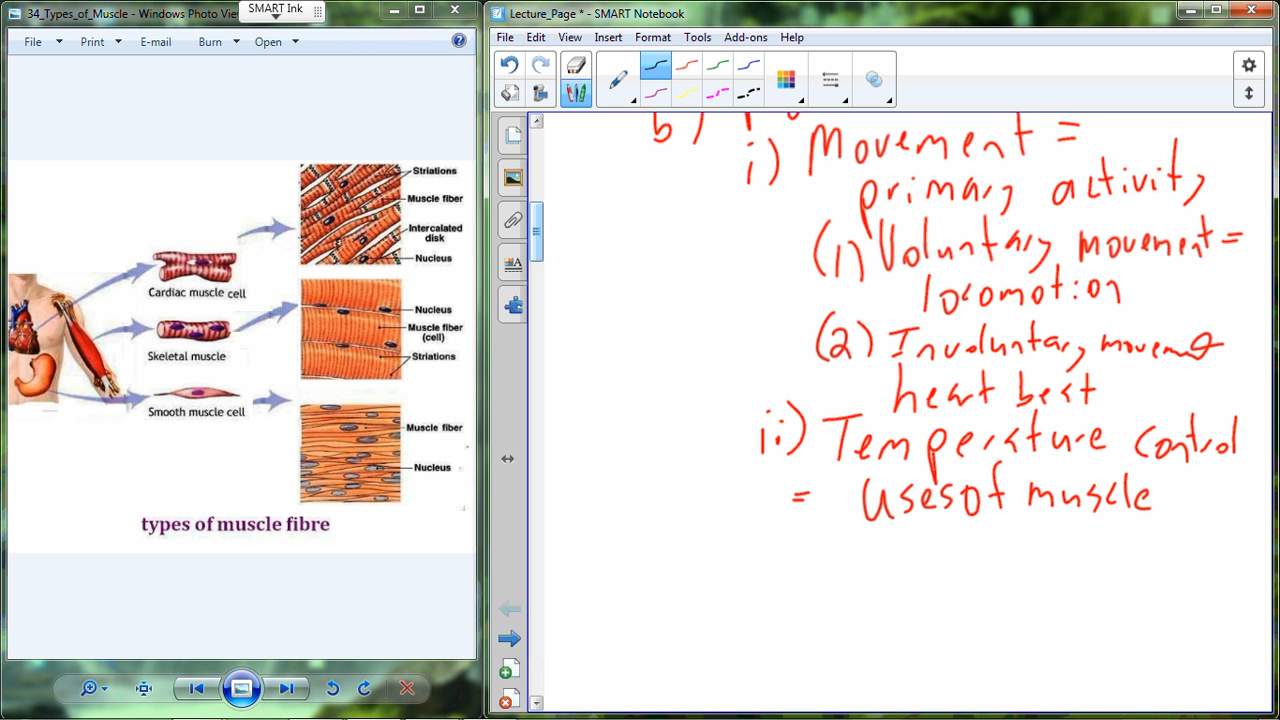 34_Types_of_Muscle - Windows Photo Vie
SMART Ink
File Print E-mail Burn Open
Striations
Muscle fiber
Intercalated
disk
Nucleus
Cardiac muscle cell
Nucleus
Muscle fiber
(cell)
Striations
Skeletal muscle
Smooth muscle cell
Muscle fiber
Nucleus
types of muscle fibre
Lecture_Page * - SMART Notebook
File Edit View Insert Format Tools Add-ons Help
b)
i) Movement =
primary activity
(1) Voluntary movement =
locomotion
(2) Involuntary movement
heart beat
ii) Temperature control
= uses of muscle